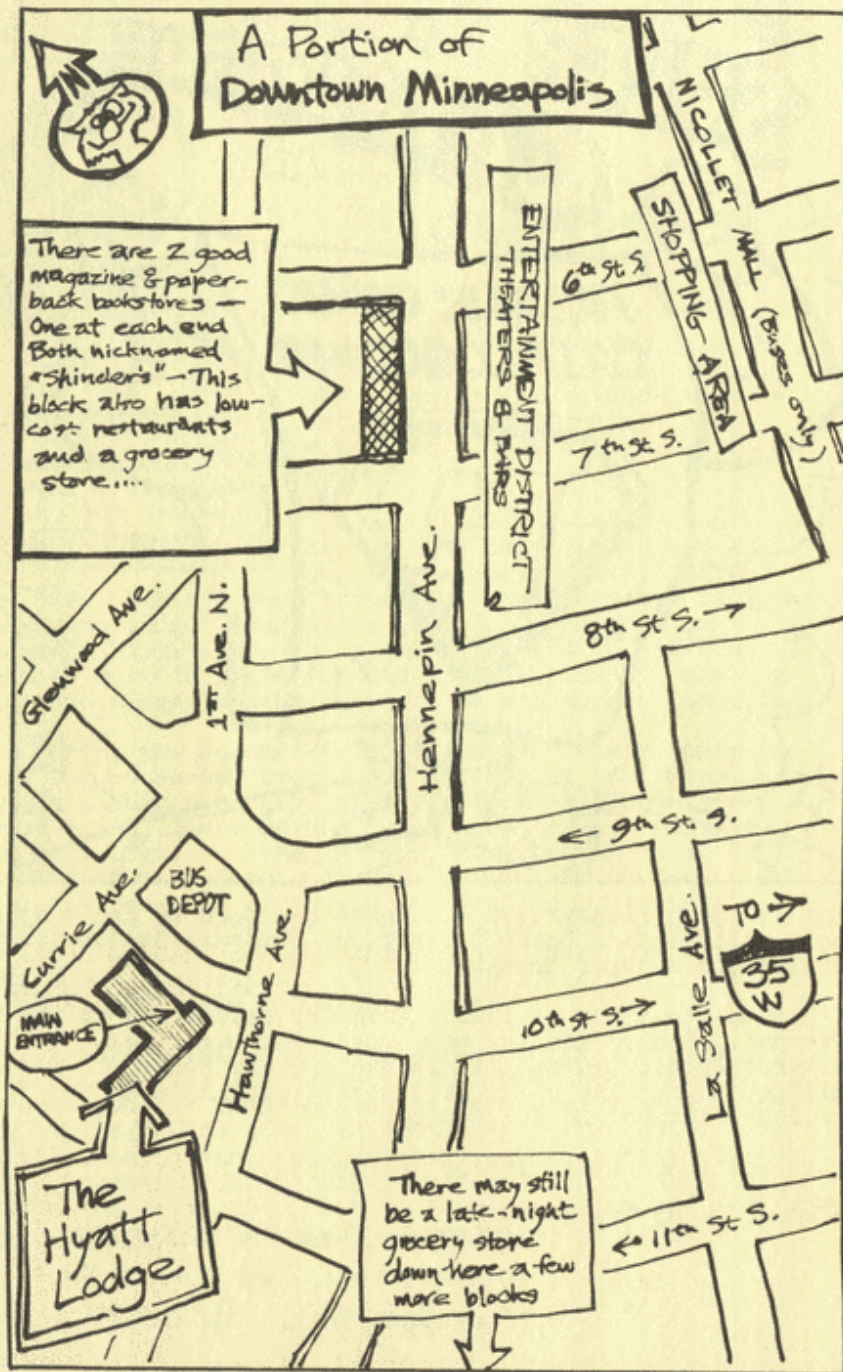 A Portion of
Downtown Minneapolis
N
There are 2 good
magazine & paper-
back bookstores —
One at each end
Both nicknamed
"Shinder's" — This
block also has low-
cost restaurants
and a grocery
store....
ENTERTAINMENT DISTRICT
THEATERS & BARS
NICOLLET MALL (Buses only)
SHOPPING AREA
6th St S.
7th St. S.
8th St S. →
Hennepin Ave.
1ST AVE. N.
Glenwood Ave.
← 9th St. S.
Currie Ave.
BUS
DEPOT
Hawthorne Ave.
La Salle Ave.
35
W
10th St S. →
MAIN
ENTRANCE
The
Hyatt
Lodge
There may still
be a late-night
grocery store
down here a few
more blocks
← 11th St S.